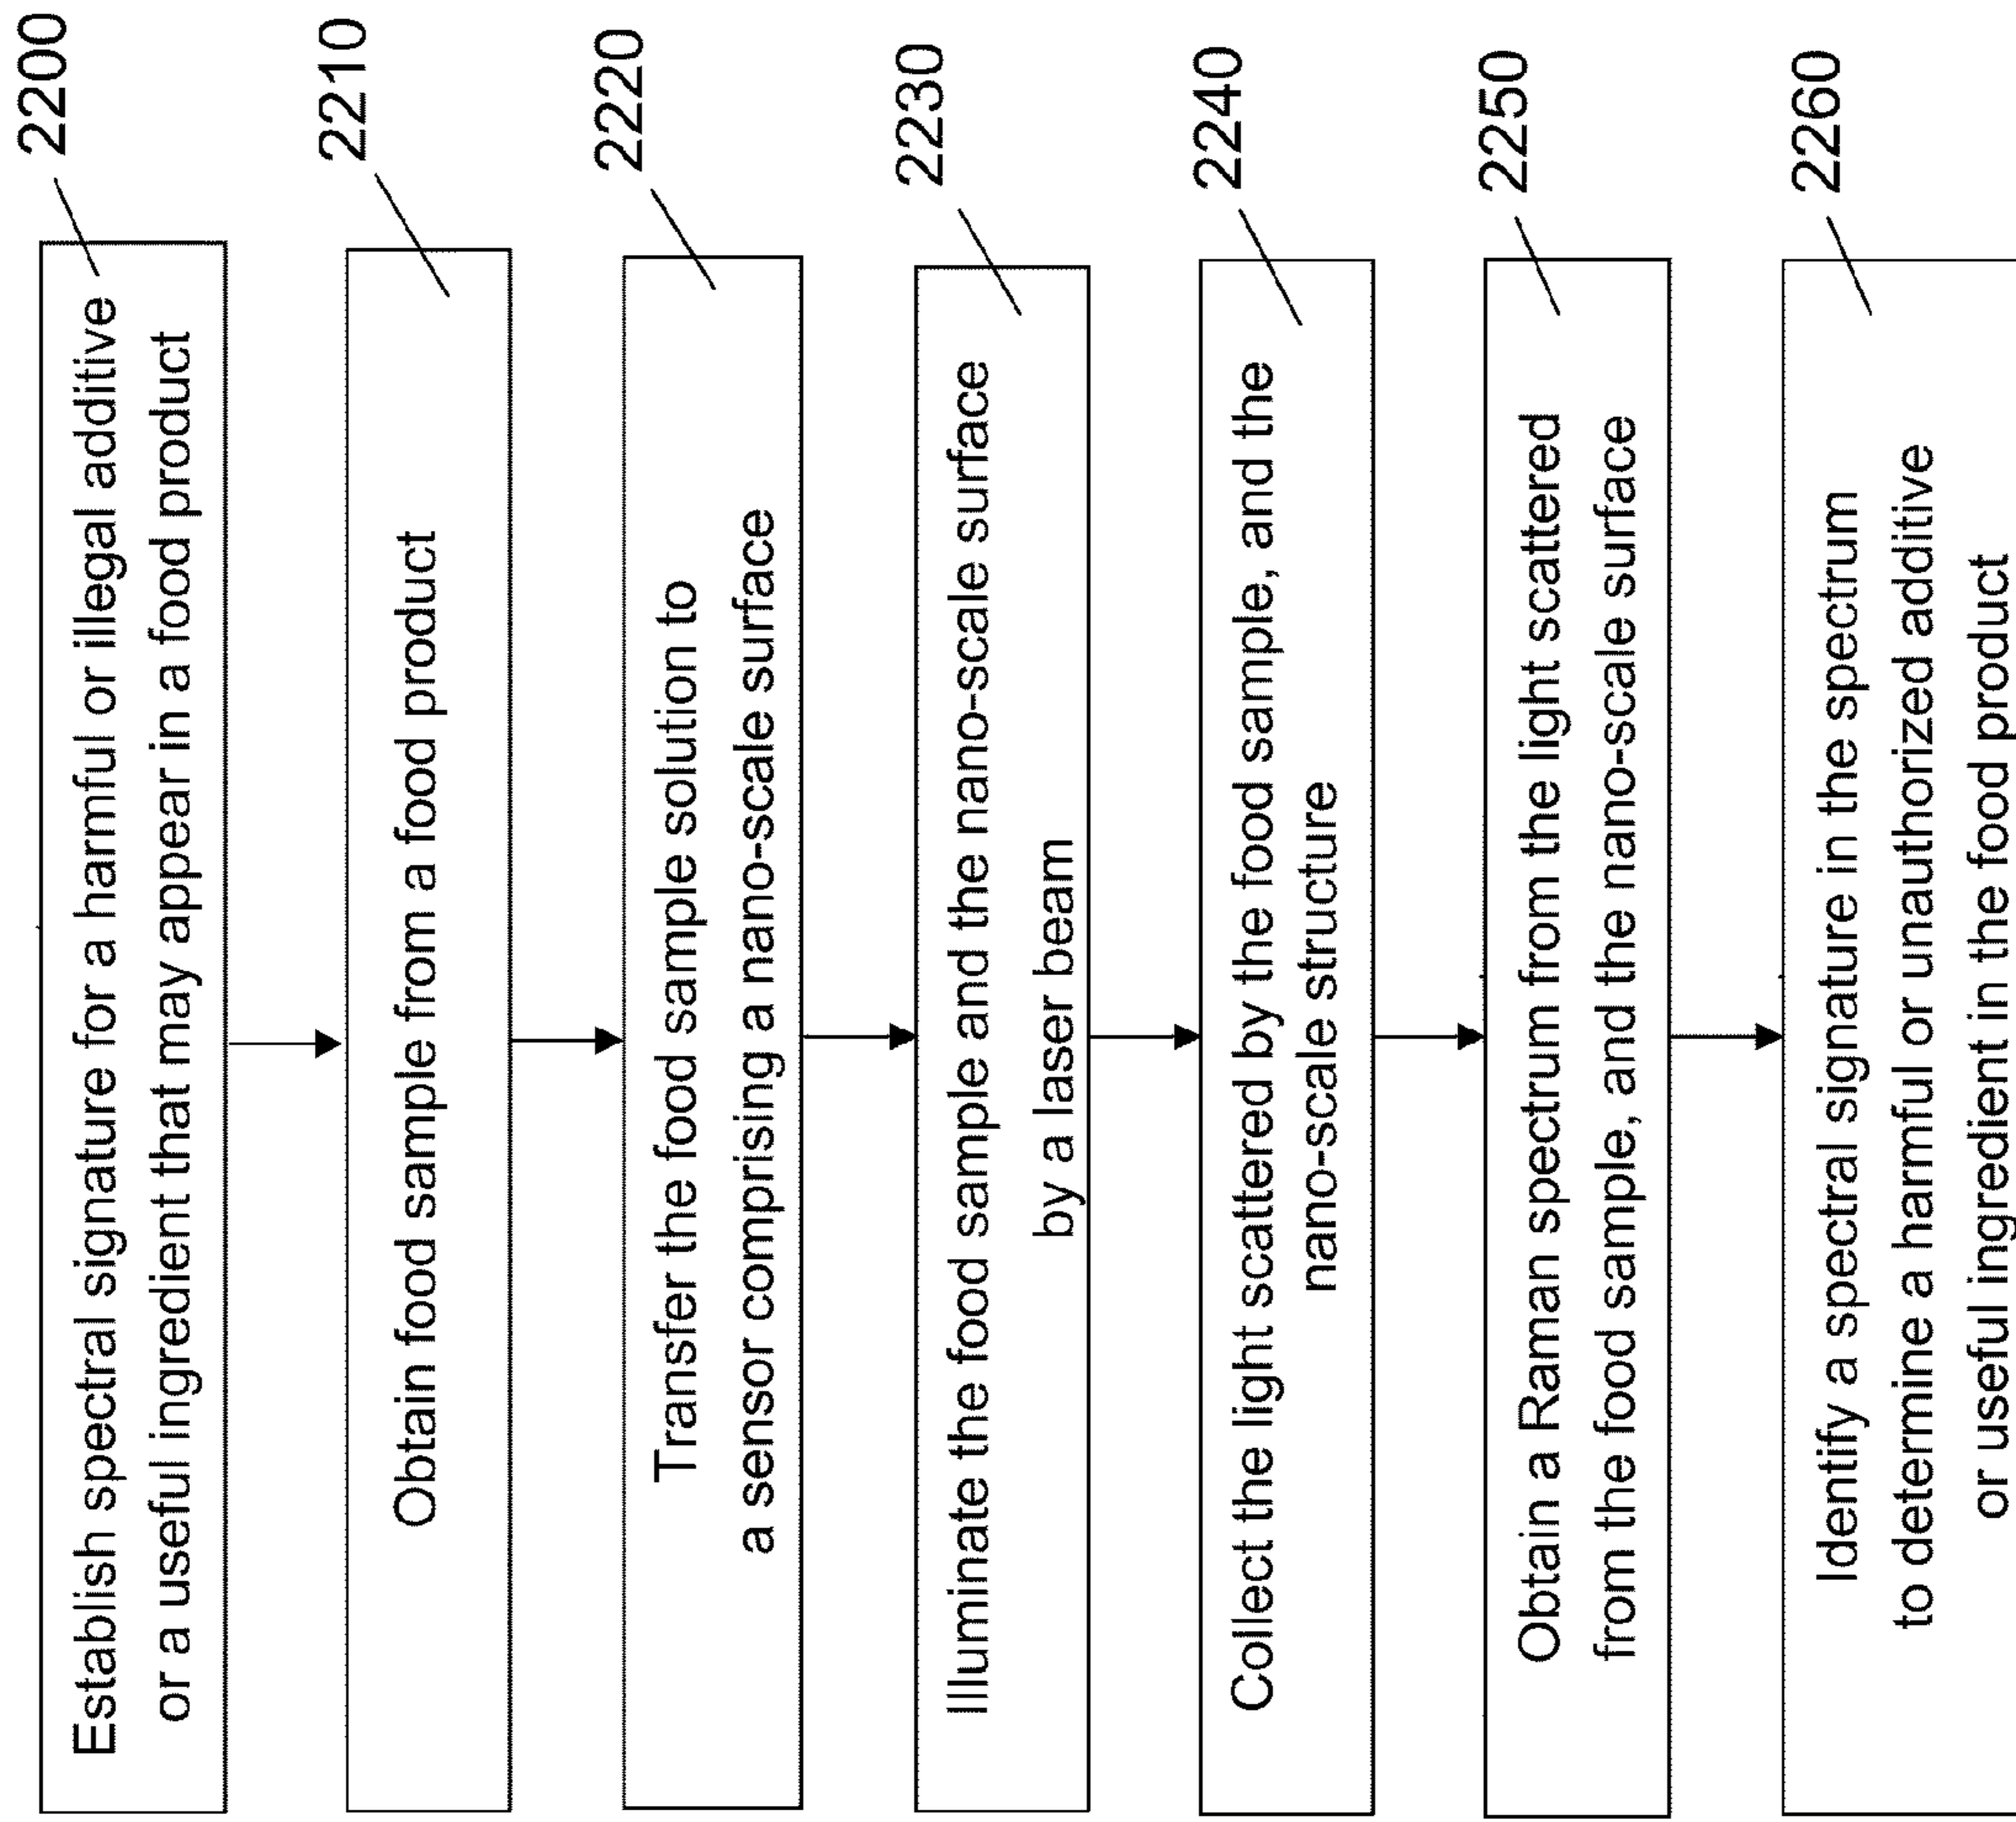 Establish spectral signature for a harmful or illegal additive
or a useful ingredient that may appear in a food product
2200
Obtain food sample from a food product
2210
Transfer the food sample solution to
a sensor comprising a nano-scale surface
2220
Illuminate the food sample and the nano-scale surface
by a laser beam
2230
Collect the light scattered by the food sample, and the
nano-scale structure
2240
Obtain a Raman spectrum from the light scattered
from the food sample, and the nano-scale surface
2250
Identify a spectral signature in the spectrum
to determine a harmful or unauthorized additive
or useful ingredient in the food product
2260